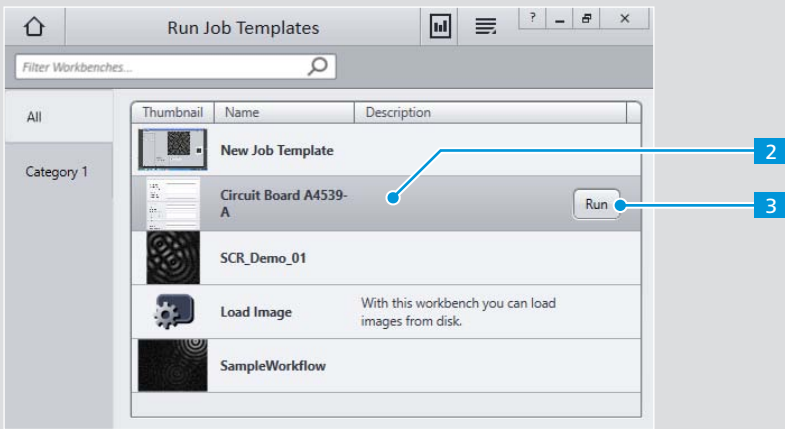 Run Job Templates
?
Filter Workbenches...
All
Category 1
Thumbnail Name Description
New Job Template
Circuit Board A4539-
A
Run
2
3
SCR_Demo_01
Load Image
With this workbench you can load
images from disk.
SampleWorkflow